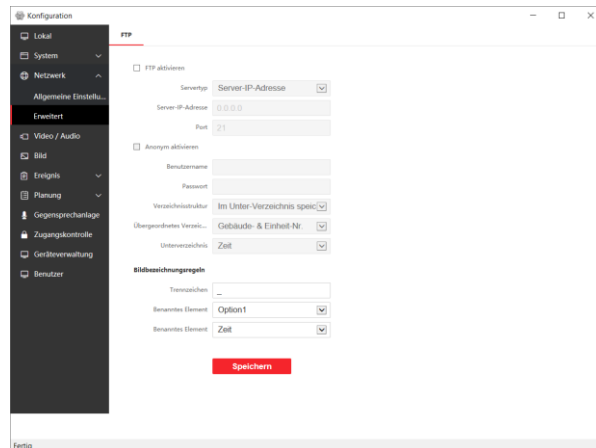 Konfiguration
Lokal
System
Netzwerk
Allgemeine Einstellu...
Erweitert
Video / Audio
Bild
Ereignis
Planung
Gegensprechanlage
Zugangskontrolle
Geräteverwaltung
Benutzer
FTP
FTP aktivieren
Servertyp Server-IP-Adresse
Server-IP-Adresse 0.0.0.0
Port 21
Anonym aktivieren
Benutzername
Passwort
Verzeichnisstruktur Im Unter-Verzeichnis speic
Übergeordnetes Verzeic... Gebäude- & Einheit-Nr.
Unterverzeichnis Zeit
Bildbezeichnungsregeln
Trennzeichen _
Benanntes Element Option1
Benanntes Element Zeit
Speichern
Fertig